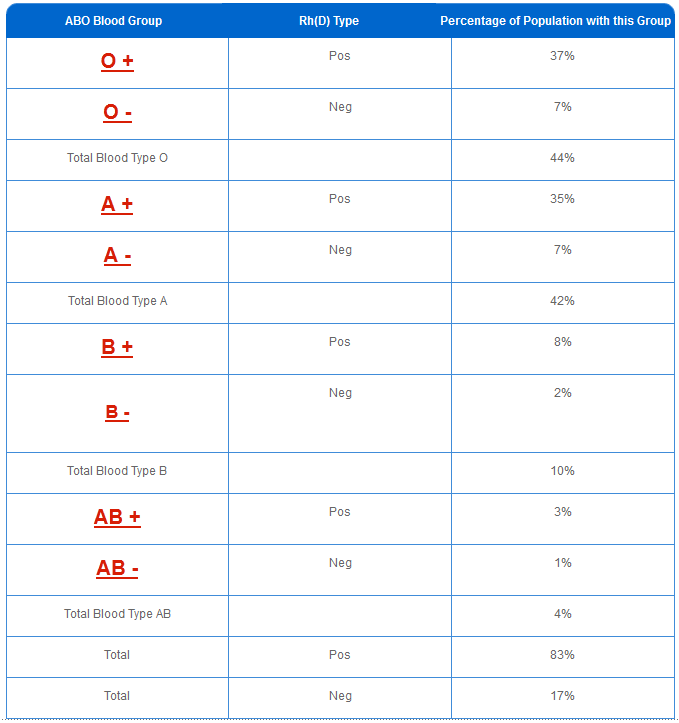 ABO Blood Group Rh(D) Type Percentage of Population with this Group
O + Pos 37%
O - Neg 7%
Total Blood Type O 44%
A + Pos 35%
A - Neg 7%
Total Blood Type A 42%
B + Pos 8%
B - Neg 2%
Total Blood Type B 10%
AB + Pos 3%
AB - Neg 1%
Total Blood Type AB 4%
Total Pos 83%
Total Neg 17%